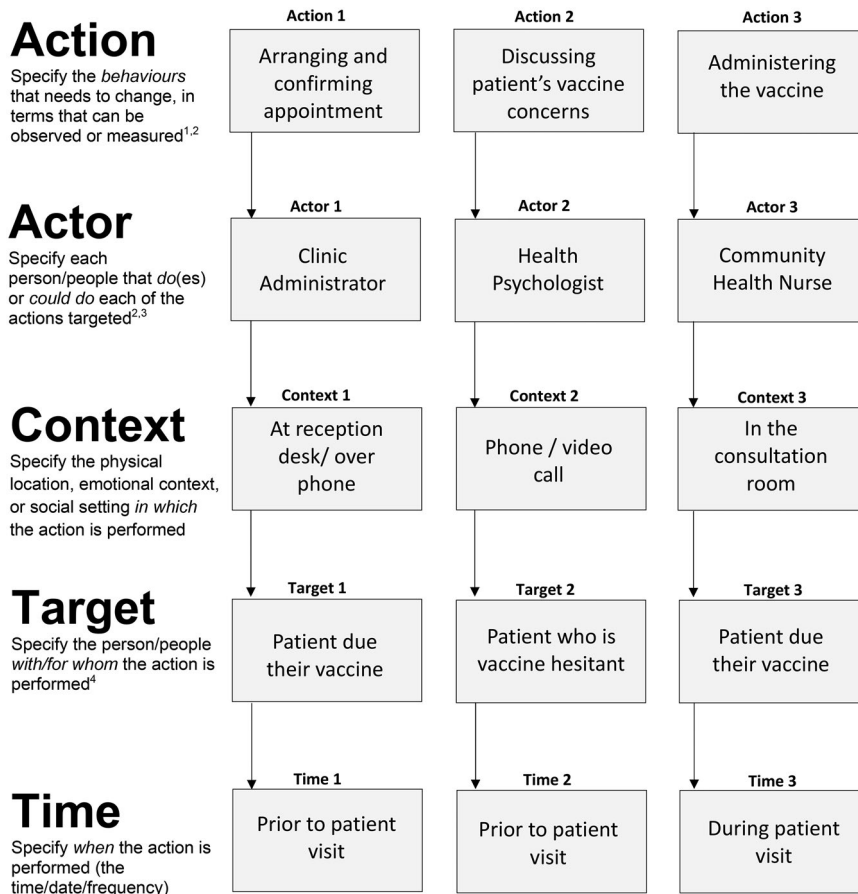 Action
Specify the behaviours
that needs to change, in
terms that can be
observed or measured1,2
Action 1
Arranging and
confirming
appointment
Action 2
Discussing
patient's vaccine
concerns
Action 3
Administering
the vaccine
Actor
Specify each
person/people that do(es)
or could do each of the
actions targeted2,3
Actor 1
Clinic
Administrator
Actor 2
Health
Psychologist
Actor 3
Community
Health Nurse
Context
Specify the physical
location, emotional context,
or social setting in which
the action is performed
Context 1
At reception
desk/ over
phone
Context 2
Phone / video
call
Context 3
In the
consultation
room
Target
Specify the person/people
with/for whom the action is
performed4
Target 1
Patient due
their vaccine
Target 2
Patient who is
vaccine hesitant
Target 3
Patient due
their vaccine
Time
Specify when the action is
performed (the
time/date/frequency)
Time 1
Prior to patient
visit
Time 2
Prior to patient
visit
Time 3
During patient
visit